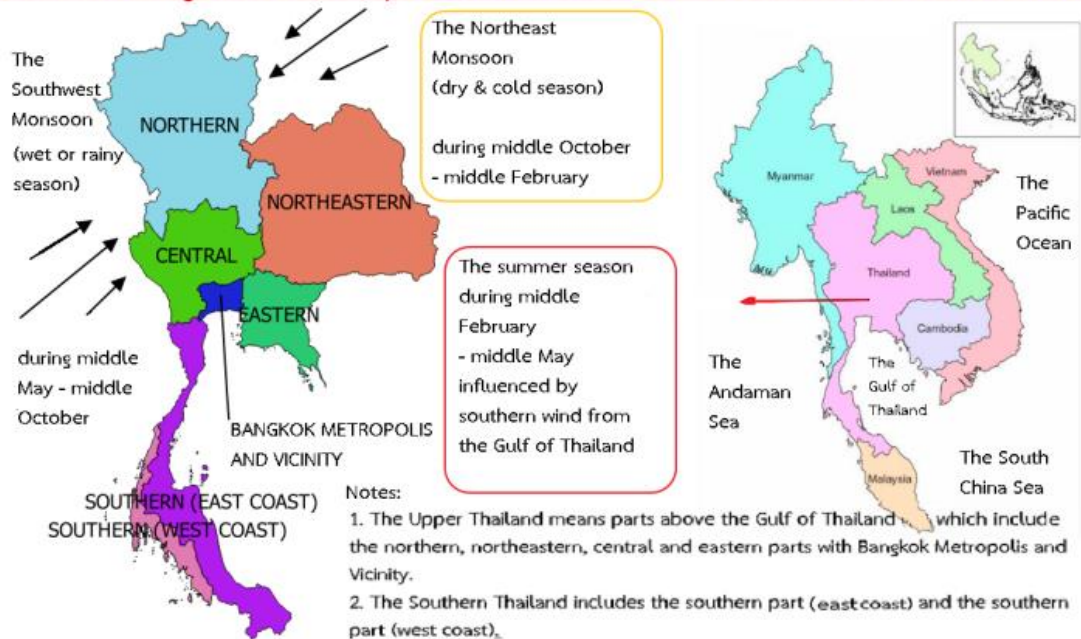 The
Southwest
Monsoon
(wet or rainy
season)
during middle
May - middle
October
NORTHERN
NORTHEASTERN
CENTRAL
EASTERN
BANGKOK METROPOLIS
AND VICINITY
SOUTHERN (EAST COAST)
SOUTHERN (WEST COAST)
The Northeast
Monsoon
(dry & cold season)
during middle October
- middle February
The summer season
during middle
February
- middle May
influenced by
southern wind from
the Gulf of Thailand
Myanmar
Laos
Vietnam
Thailand
Cambodia
Malaysia
The
Pacific
Ocean
The
Andaman
Sea
The
Gulf of
Thailand
The South
China Sea
Notes:
1. The Upper Thailand means parts above the Gulf of Thailand which include
the northern, northeastern, central and eastern parts with Bangkok Metropolis and
Vicinity.
2. The Southern Thailand includes the southern part (east coast) and the southern
part (west coast).